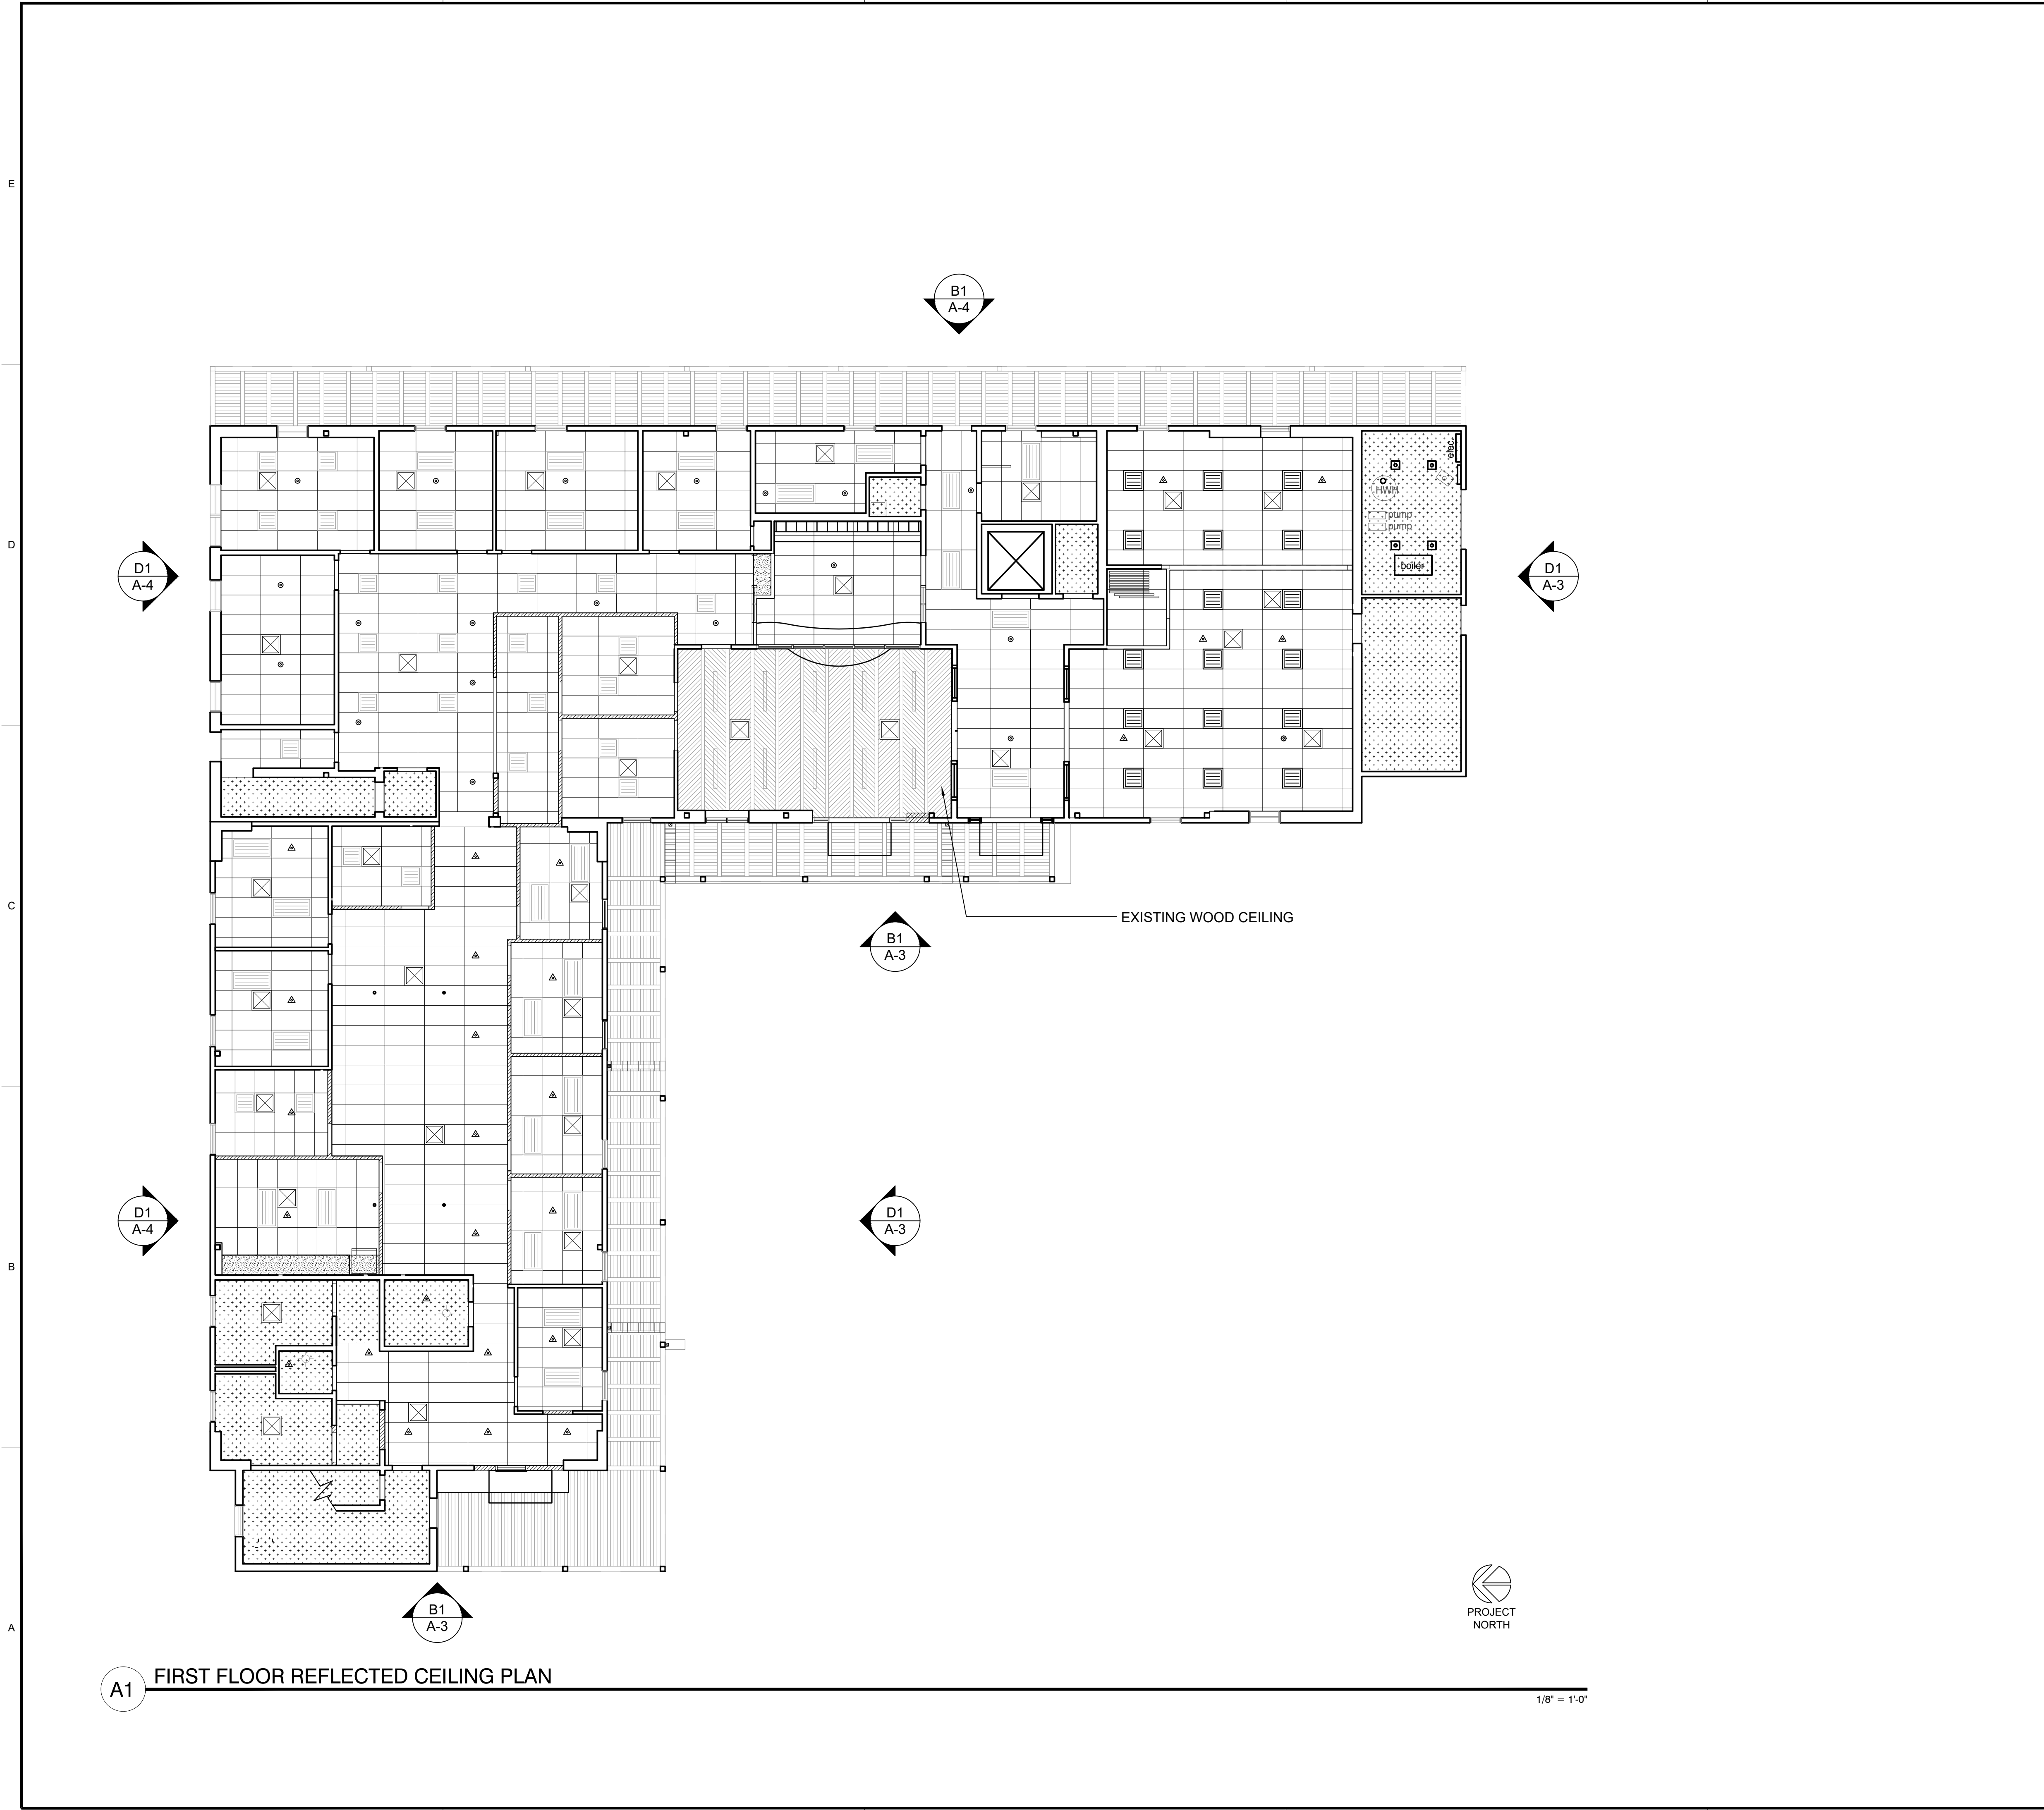 E
B1
A-4
elec.
HWH
D
pump
pump
D1
A-4
boiler
D1
A-3
C
EXISTING WOOD CEILING
B1
A-3
D1
A-4
D1
A-3
B
B1
A-3
PROJECT
NORTH
A
A1
FIRST FLOOR REFLECTED CEILING PLAN
1/8" = 1'-0"